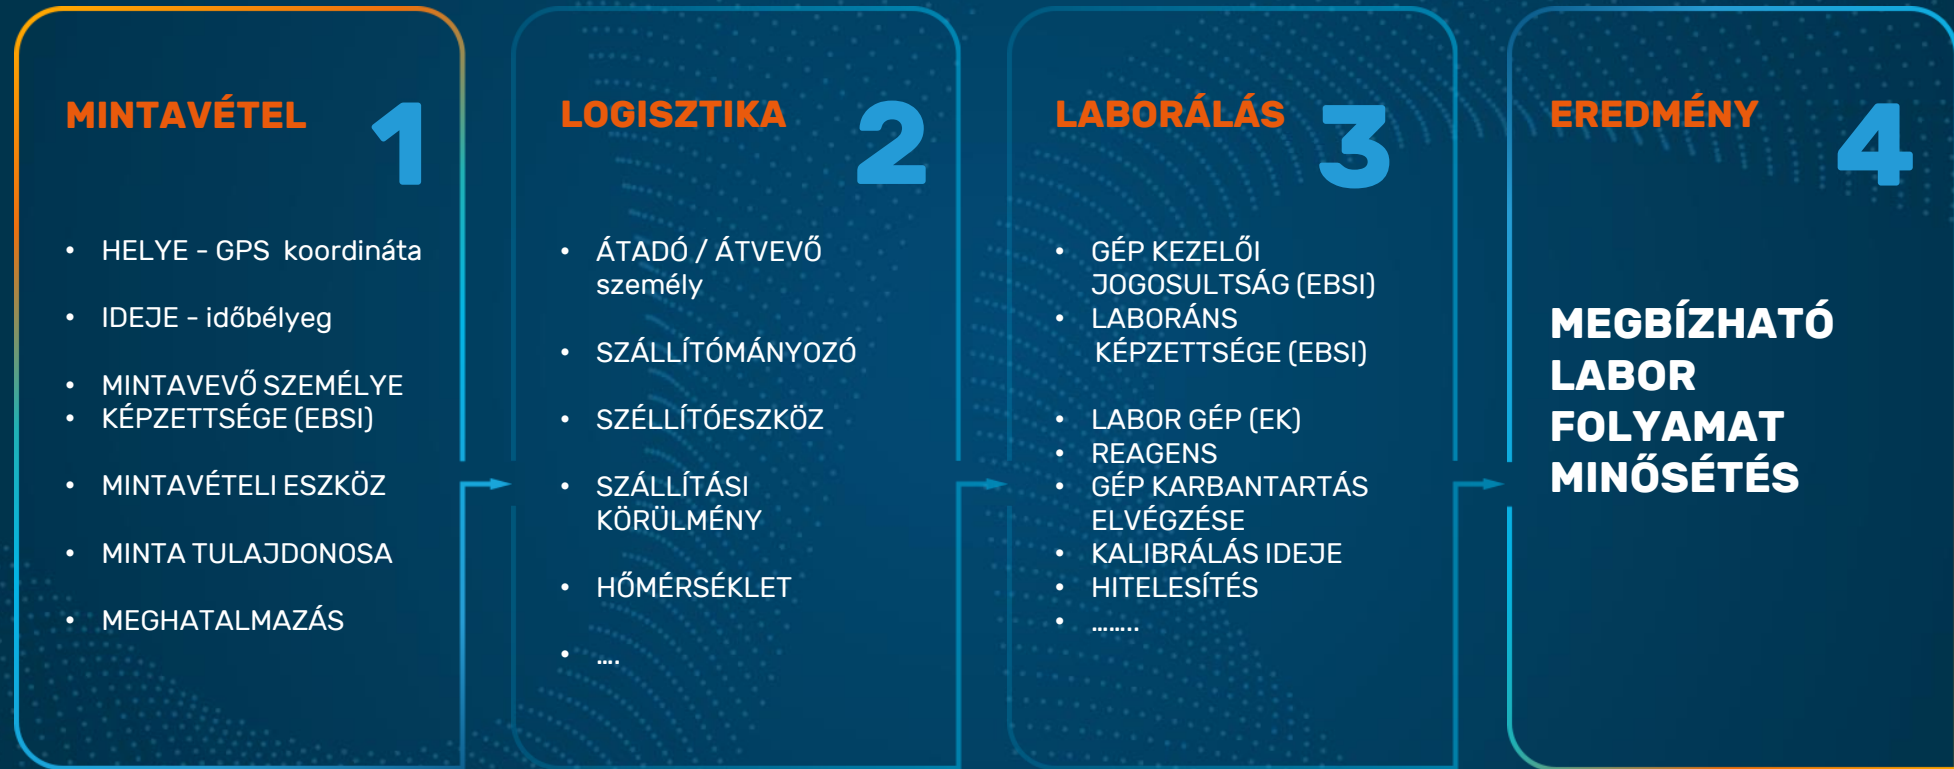 MINTAVÉTEL 1
• HELYE - GPS koordináta
• IDEJE - időbélyeg
• MINTAVEVŐ SZEMÉLYE
• KÉPZETTSÉGE (EBSI)
• MINTAVÉTELI ESZKÖZ
• MINTA TULAJDONOSA
• MEGHATALMAZÁS
LOGISZTIKA 2
• ÁTADÓ / ÁTVEVŐ
személy
• SZÁLLÍTÓMÁNYOZÓ
• SZÉLLÍTÓESZKÖZ
• SZÁLLÍTÁSI
KÖRÜLMÉNY
• HŐMÉRSÉKLET
• ....
LABORÁLÁS 3
• GÉP KEZELŐI
JOGOSULTSÁG (EBSI)
• LABORÁNS
KÉPZETTSÉGE (EBSI)
• LABOR GÉP (EK)
• REAGENS
• GÉP KARBANTARTÁS
ELVÉGZÉSE
• KALIBRÁLÁS IDEJE
• HITELESÍTÉS
• ........
EREDMÉNY 4
MEGBÍZHATÓ
LABOR
FOLYAMAT
MINŐSÉTÉS